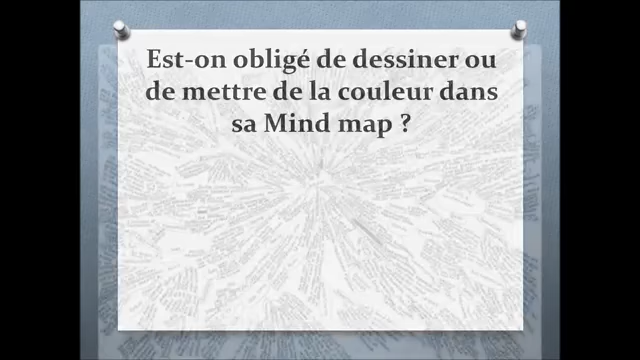 Est-on obligé de dessiner ou
de mettre de la couleur dans
sa Mind map ?